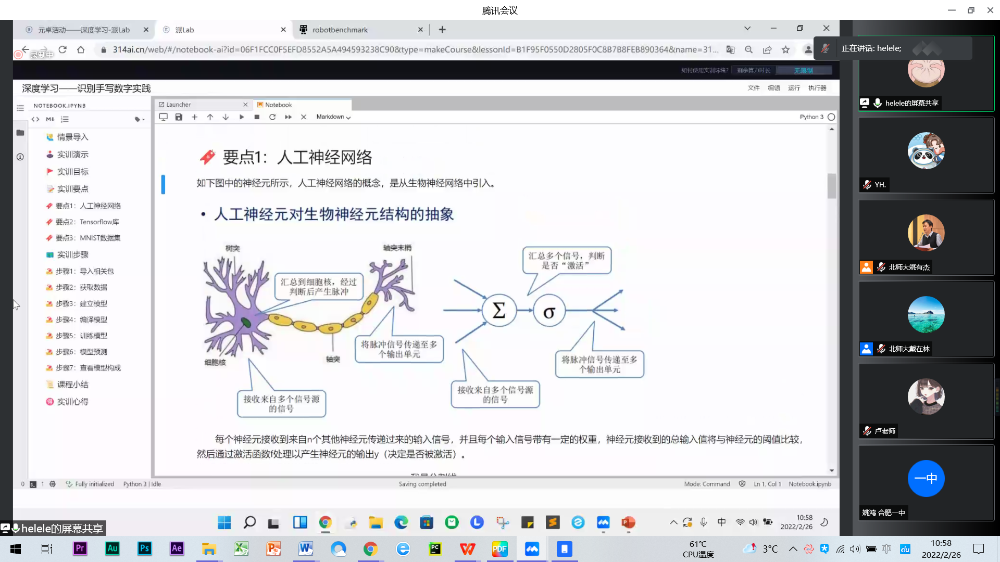 腾讯会议
元卓活动——深度学习-派Lab
派Lab
robotbenchmark
录制中
314ai.cn/web/#/notebook-ai?id=06F1FCC0F5EFD8552A5A494593238C90&type=makeCourse&lessonId=B1F95F0550D2805F0C8B7B8FEB890364&name=31...
正在讲话: helele;
如何使用实训环境?
剩余算力时长
无限制
深度学习——识别手写数字实践
文件 编辑 运行 执行器
NOTEBOOK.IPYNB
Launcher
Notebook
Markdown
Python 3
情景导入
实训演示
实训目标
实训要点
要点1：人工神经网络
要点2：Tensorflow库
要点3：MNIST数据集
实训步骤
步骤1：导入相关包
步骤2：获取数据
步骤3：建立模型
步骤4：编译模型
步骤5：训练模型
步骤6：模型预测
步骤7：查看模型构成
课程小结
实训心得
要点1：人工神经网络
如下图中的神经元所示，人工神经网络的概念，是从生物神经网络中引入。
• 人工神经元对生物神经元结构的抽象
树突
轴突末梢
汇总到细胞核，经过
判断后产生脉冲
汇总多个信号，判断
是否“激活”
Σ
σ
将脉冲信号传递至多
个输出单元
细胞核
轴突
将脉冲信号传递至多
个输出单元
接收来自多个信号源
的信号
接收来自多个信号源
的信号
每个神经元接收到来自n个其他神经元传递过来的输入信号，并且每个输入信号带有一定的权重，神经元接收到的总输入值将与神经元的阈值比较，
然后通过激活函数f处理以产生神经元的输出y（决定是否被激活）。
0
1
Fully initialized
Python 3 | Idle
Saving completed
Mode: Command
Ln 1, Col 1
Notebook.ipynb
helele的屏幕共享
YH.
北师大姚有杰
北师大戴在林
卢老师
一中
姚鸿 合肥一中
中
10:58
2022/2/26
helele的屏幕共享
Pr
Au
Ps
Ae
PC
PDF
61℃
CPU温度
3°C
中
du
10:58
2022/2/26